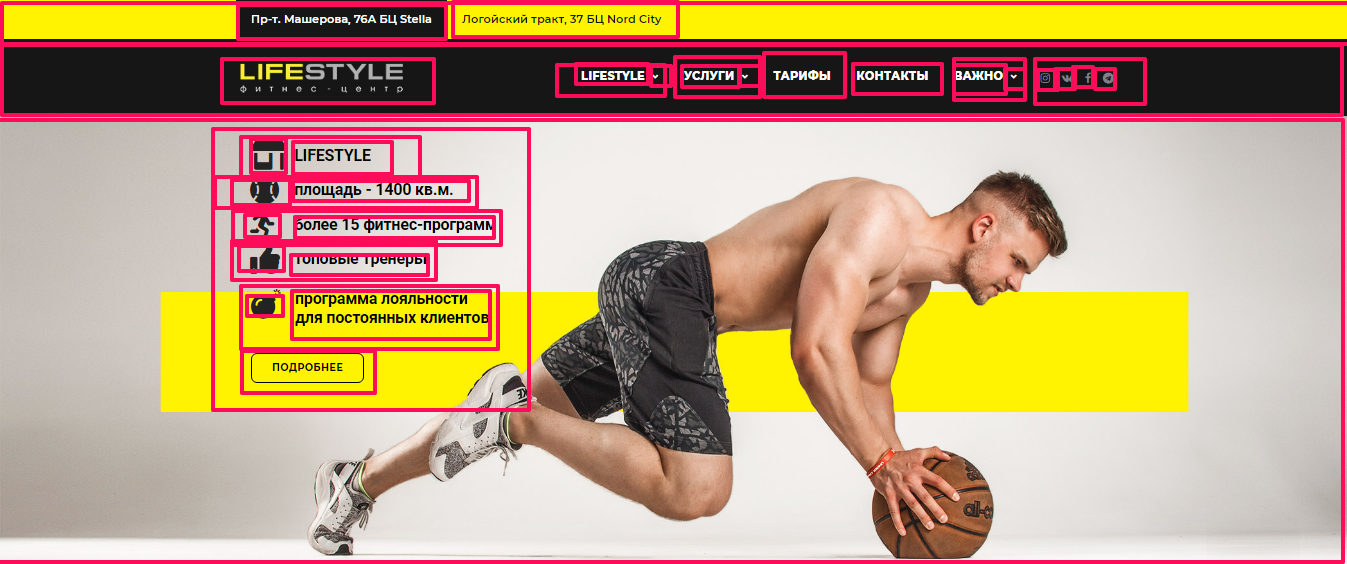 Пр-т. Машерова, 76А БЦ Stella
Логойский тракт, 37 БЦ Nord City
LIFESTYLE
фитнес-центр
LIFESTYLE
УСЛУГИ
ТАРИФЫ
КОНТАКТЫ
ВАЖНО
LIFESTYLE
площадь - 1400 кв.м.
более 15 фитнес-программ
топовые тренеры
программа лояльности
для постоянных клиентов
ПОДРОБНЕЕ